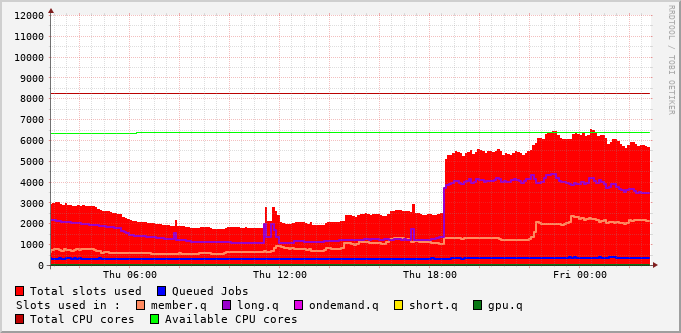 12000
11000
10000
9000
8000
7000
6000
5000
4000
3000
2000
1000
0
Thu 06:00 Thu 12:00 Thu 18:00 Fri 00:00
RRDTOOL / TOBI OETIKER
Total slots used Queued Jobs
Slots used in : member.q long.q ondemand.q short.q gpu.q
Total CPU cores Available CPU cores